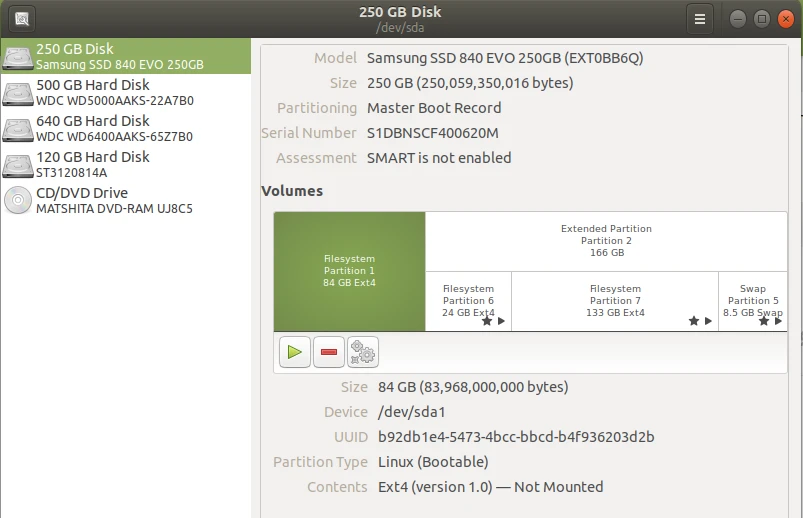 250 GB Disk
/dev/sda
250 GB Disk
Samsung SSD 840 EVO 250GB
500 GB Hard Disk
WDC WD5000AAKS-22A7B0
640 GB Hard Disk
WDC WD6400AAKS-65Z7B0
120 GB Hard Disk
ST3120814A
CD/DVD Drive
MATSHITA DVD-RAM UJ8C5
Model Samsung SSD 840 EVO 250GB (EXT0BB6Q)
Size 250 GB (250,059,350,016 bytes)
Partitioning Master Boot Record
Serial Number S1DBNSCF400620M
Assessment SMART is not enabled
Volumes
Filesystem
Partition 1
84 GB Ext4
Extended Partition
Partition 2
166 GB
Filesystem
Partition 6
24 GB Ext4
Filesystem
Partition 7
133 GB Ext4
Swap
Partition 5
8.5 GB Swap
Size 84 GB (83,968,000,000 bytes)
Device /dev/sda1
UUID b92db1e4-5473-4bcc-bbcd-b4f936203d2b
Partition Type Linux (Bootable)
Contents Ext4 (version 1.0) — Not Mounted